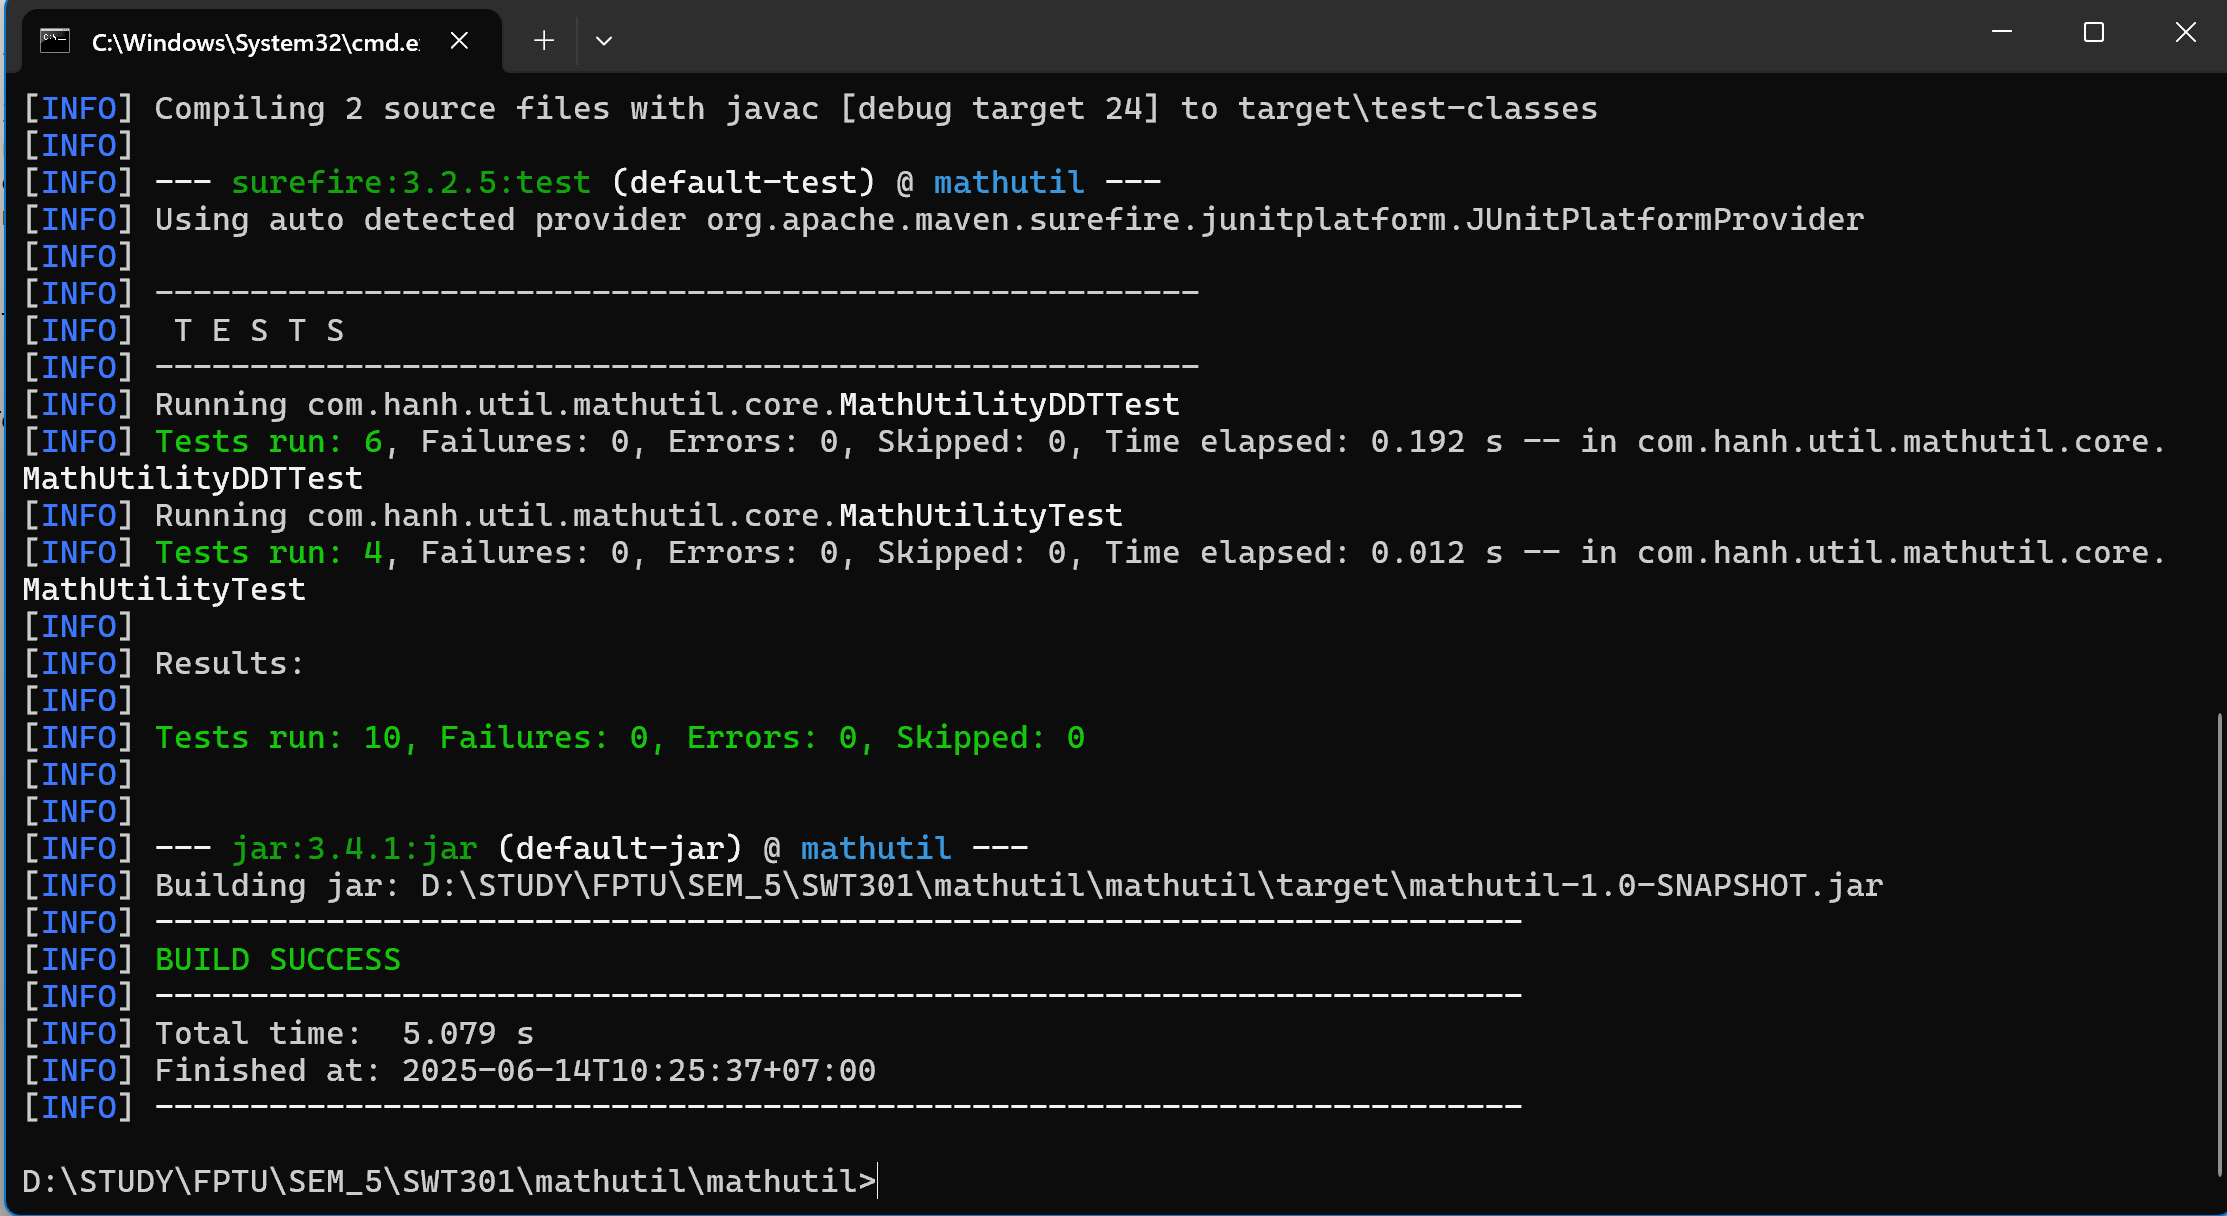 C:\Windows\System32\cmd.e
[INFO] Compiling 2 source files with javac [debug target 24] to target\test-classes
[INFO]
[INFO] --- surefire:3.2.5:test (default-test) @ mathutil ---
[INFO] Using auto detected provider org.apache.maven.surefire.junitplatform.JUnitPlatformProvider
[INFO]
[INFO] -------------------------------------------------------
[INFO]  T E S T S
[INFO] -------------------------------------------------------
[INFO] Running com.hanh.util.mathutil.core.MathUtilityDDTTest
[INFO] Tests run: 6, Failures: 0, Errors: 0, Skipped: 0, Time elapsed: 0.192 s -- in com.hanh.util.mathutil.core.
MathUtilityDDTTest
[INFO] Running com.hanh.util.mathutil.core.MathUtilityTest
[INFO] Tests run: 4, Failures: 0, Errors: 0, Skipped: 0, Time elapsed: 0.012 s -- in com.hanh.util.mathutil.core.
MathUtilityTest
[INFO]
[INFO] Results:
[INFO]
[INFO] Tests run: 10, Failures: 0, Errors: 0, Skipped: 0
[INFO]
[INFO]
[INFO] --- jar:3.4.1:jar (default-jar) @ mathutil ---
[INFO] Building jar: D:\STUDY\FPTU\SEM_5\SWT301\mathutil\mathutil\target\mathutil-1.0-SNAPSHOT.jar
[INFO] ------------------------------------------------------------------------
[INFO] BUILD SUCCESS
[INFO] ------------------------------------------------------------------------
[INFO] Total time:  5.079 s
[INFO] Finished at: 2025-06-14T10:25:37+07:00
[INFO] ------------------------------------------------------------------------
D:\STUDY\FPTU\SEM_5\SWT301\mathutil\mathutil>